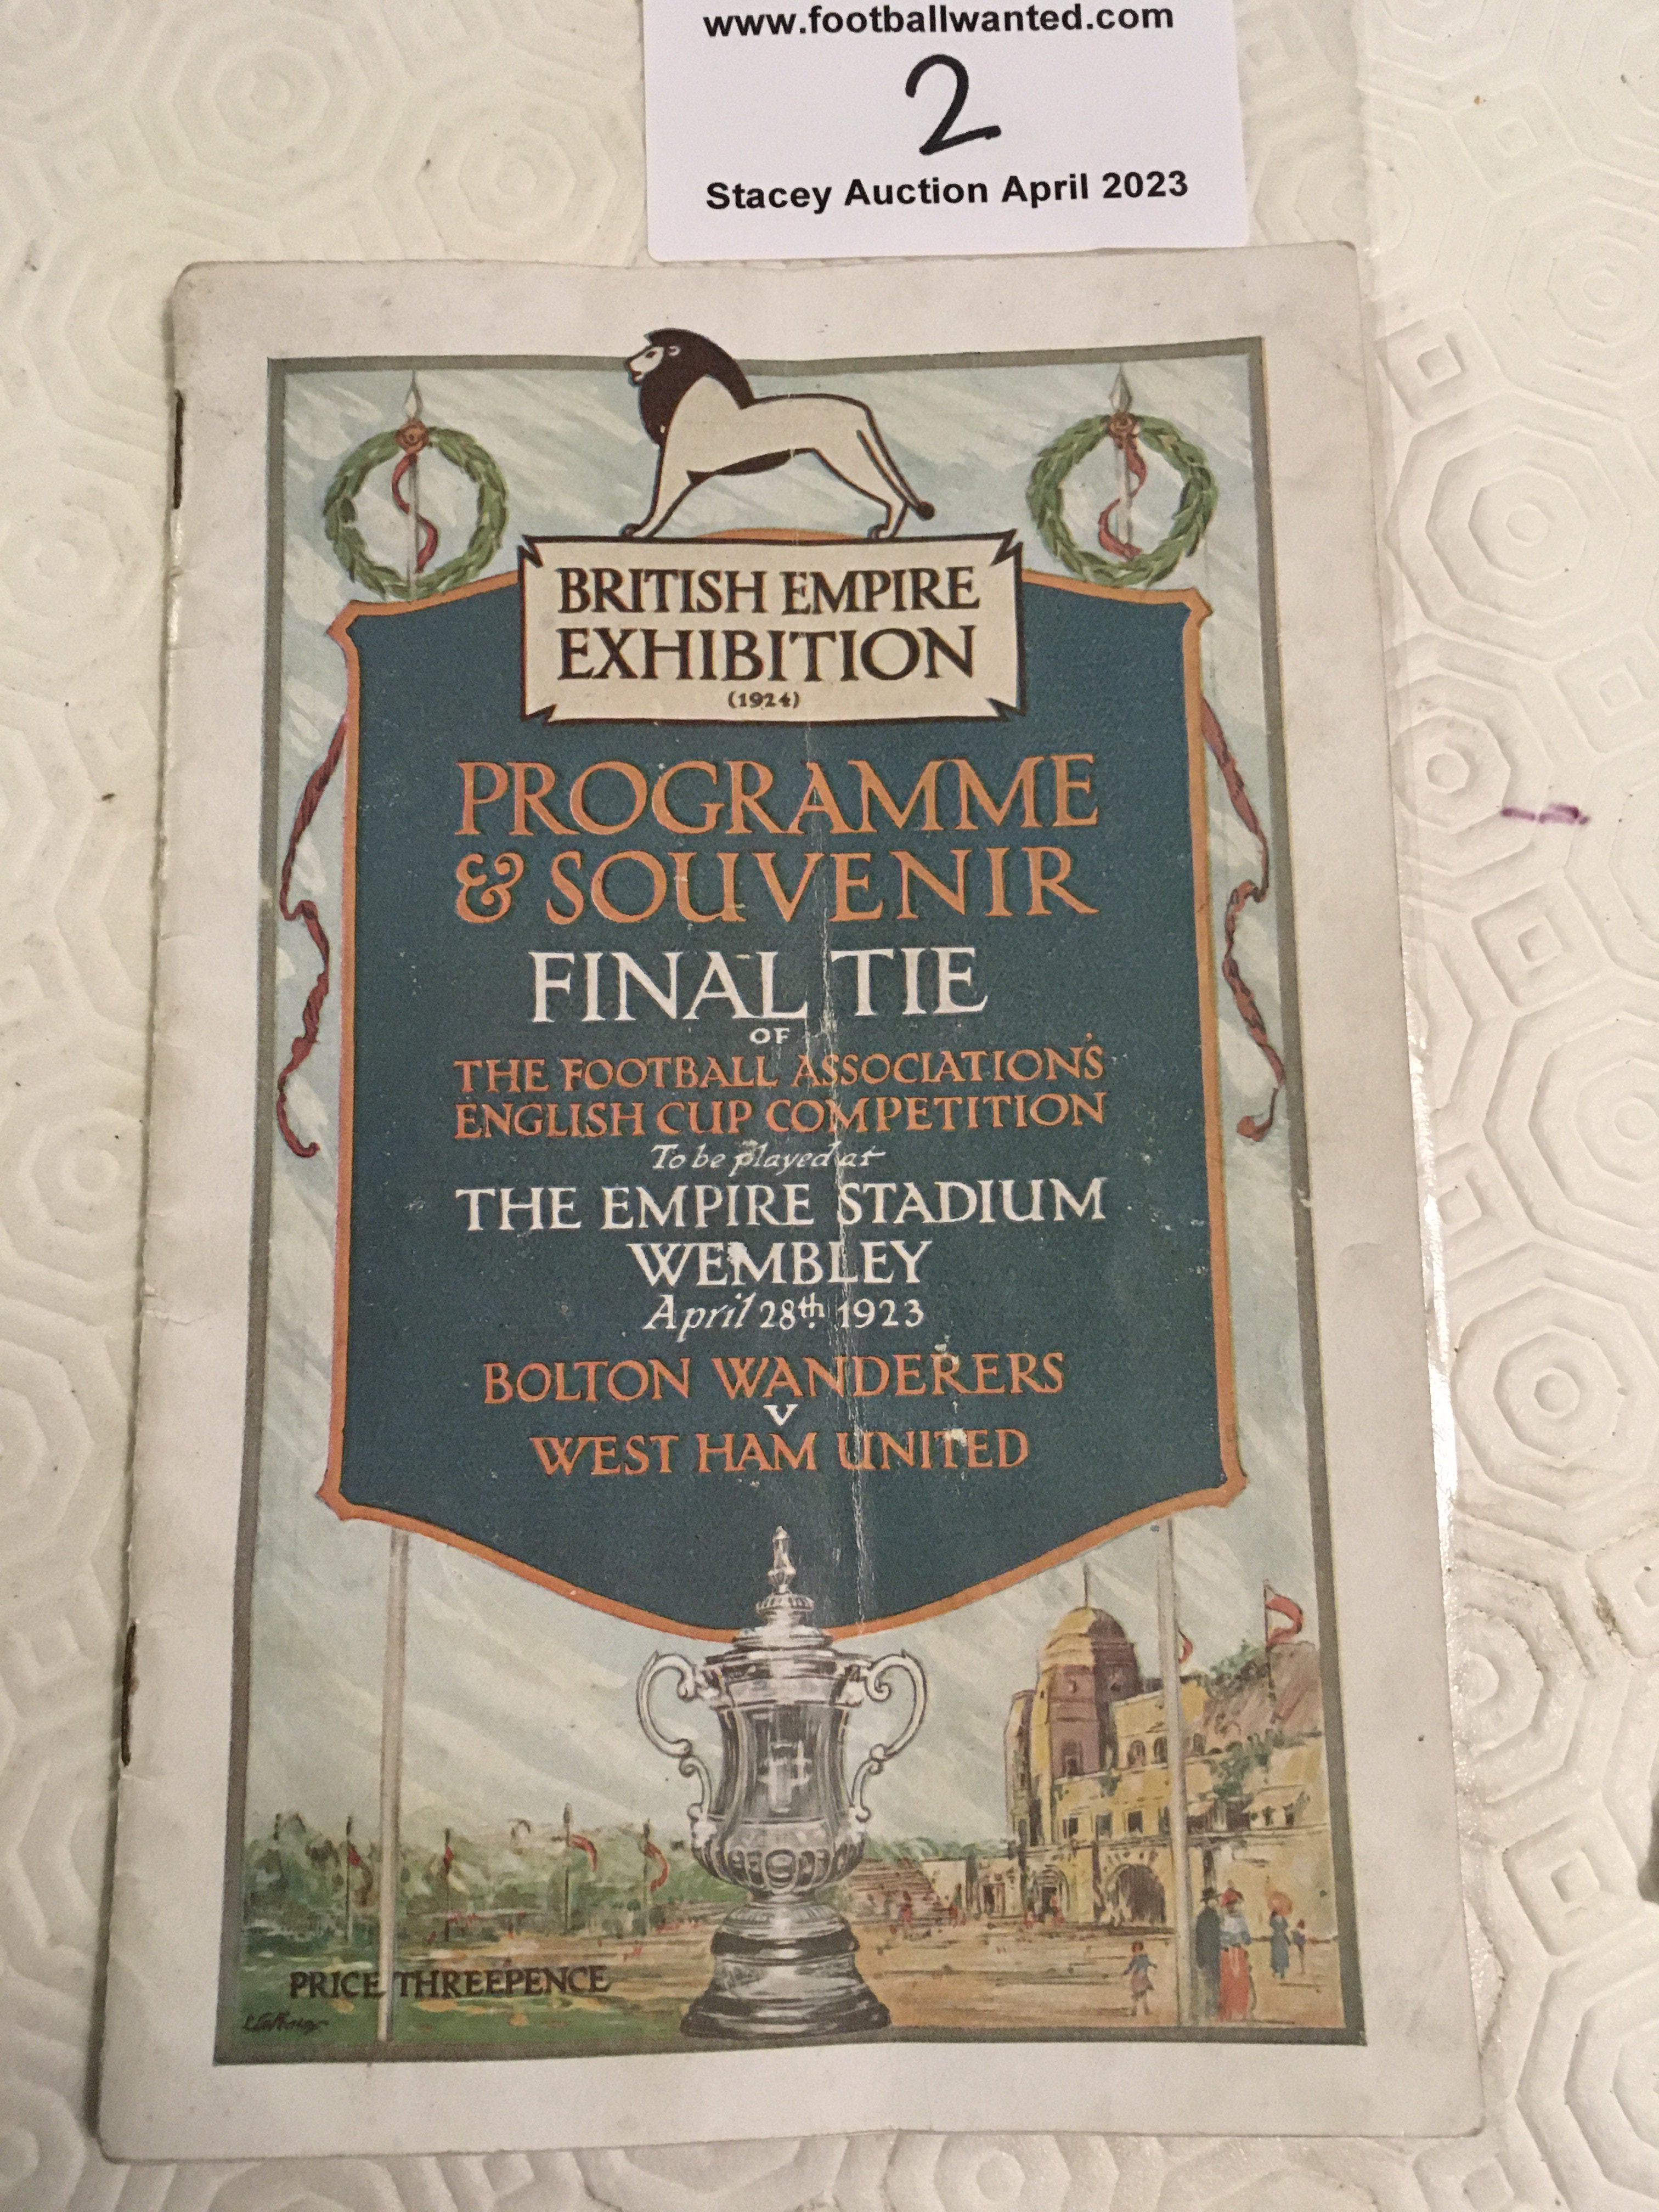 www.footballwanted.com
2
Stacey Auction April 2023
BRITISH EMPIRE
EXHIBITION
(1924)
PROGRAMME
& SOUVENIR
FINAL TIE
OF
THE FOOTBALL ASSOCIATION'S
ENGLISH CUP COMPETITION
To be played at
THE EMPIRE STADIUM
WEMBLEY
April 28th 1923
BOLTON WANDERERS
V
WEST HAM UNITED
PRICE THREEPENCE